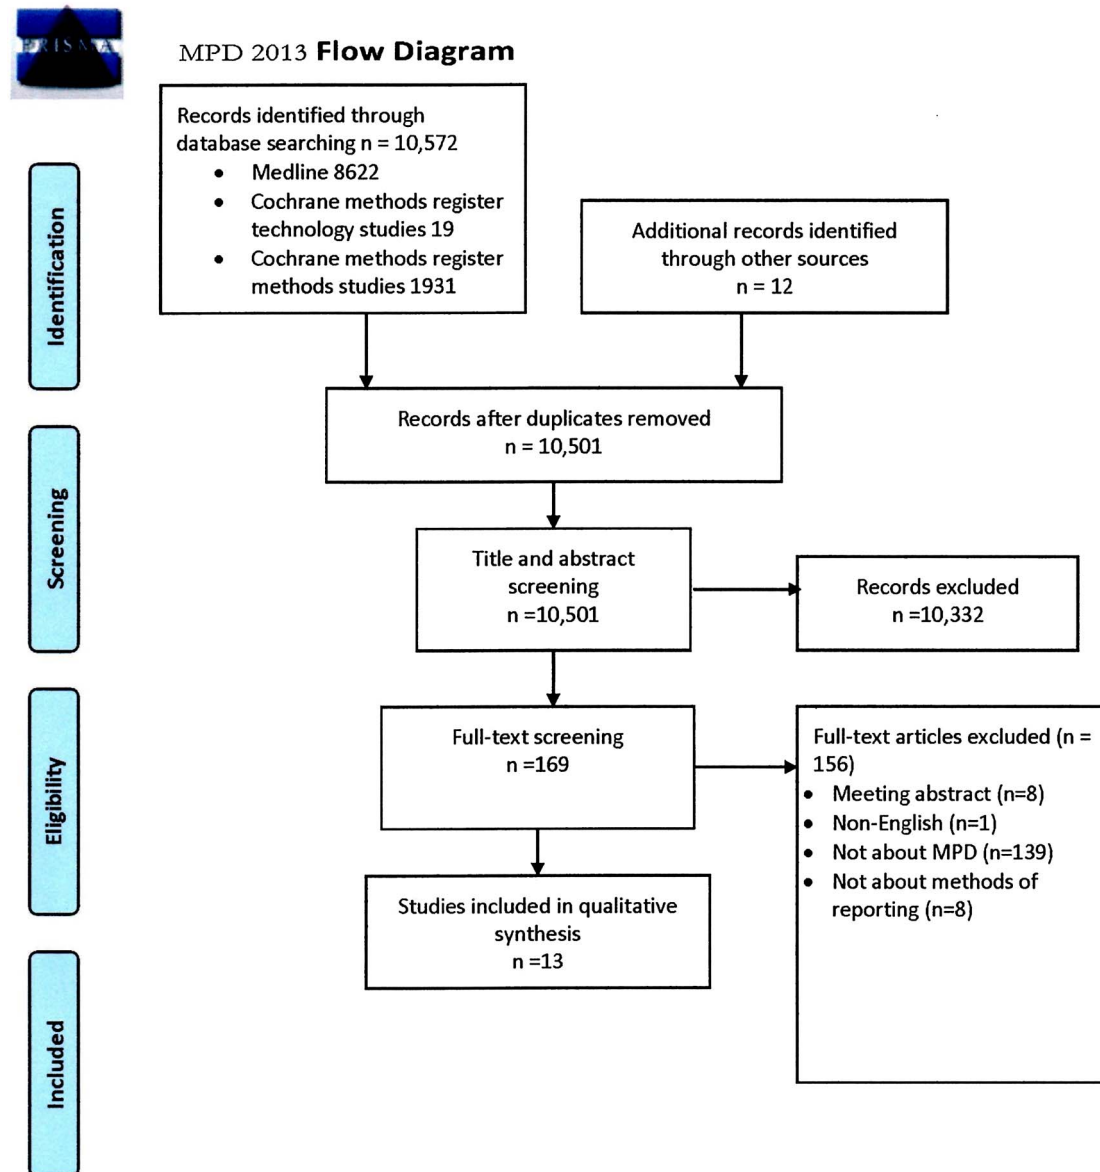 PRISMA
MPD 2013 Flow Diagram
Records identified through
database searching n = 10,572
• Medline 8622
• Cochrane methods register
technology studies 19
• Cochrane methods register
methods studies 1931
Additional records identified
through other sources
n = 12
Identification
Records after duplicates removed
n = 10,501
Screening
Title and abstract
screening
n =10,501
Records excluded
n =10,332
Eligibility
Full-text screening
n =169
Full-text articles excluded (n =
156)
• Meeting abstract (n=8)
• Non-English (n=1)
• Not about MPD (n=139)
• Not about methods of
reporting (n=8)
Studies included in qualitative
synthesis
n =13
Included